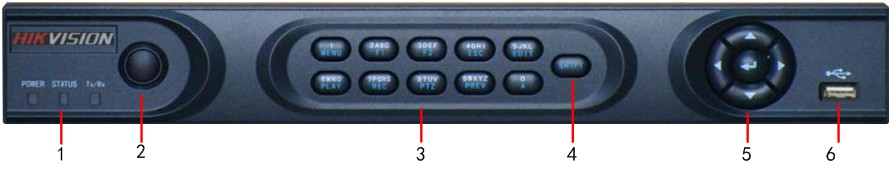 HIKVISION
POWER STATUS Tx/Rx
1 MENU
2ABC F1
3DEF F2
4GHI ESC
5JKL EDIT
6MNO PLAY
7PQRS REC
8TUV PTZ
9WXYZ PREV
0 A
SHIFT
1 2 3 4 5 6